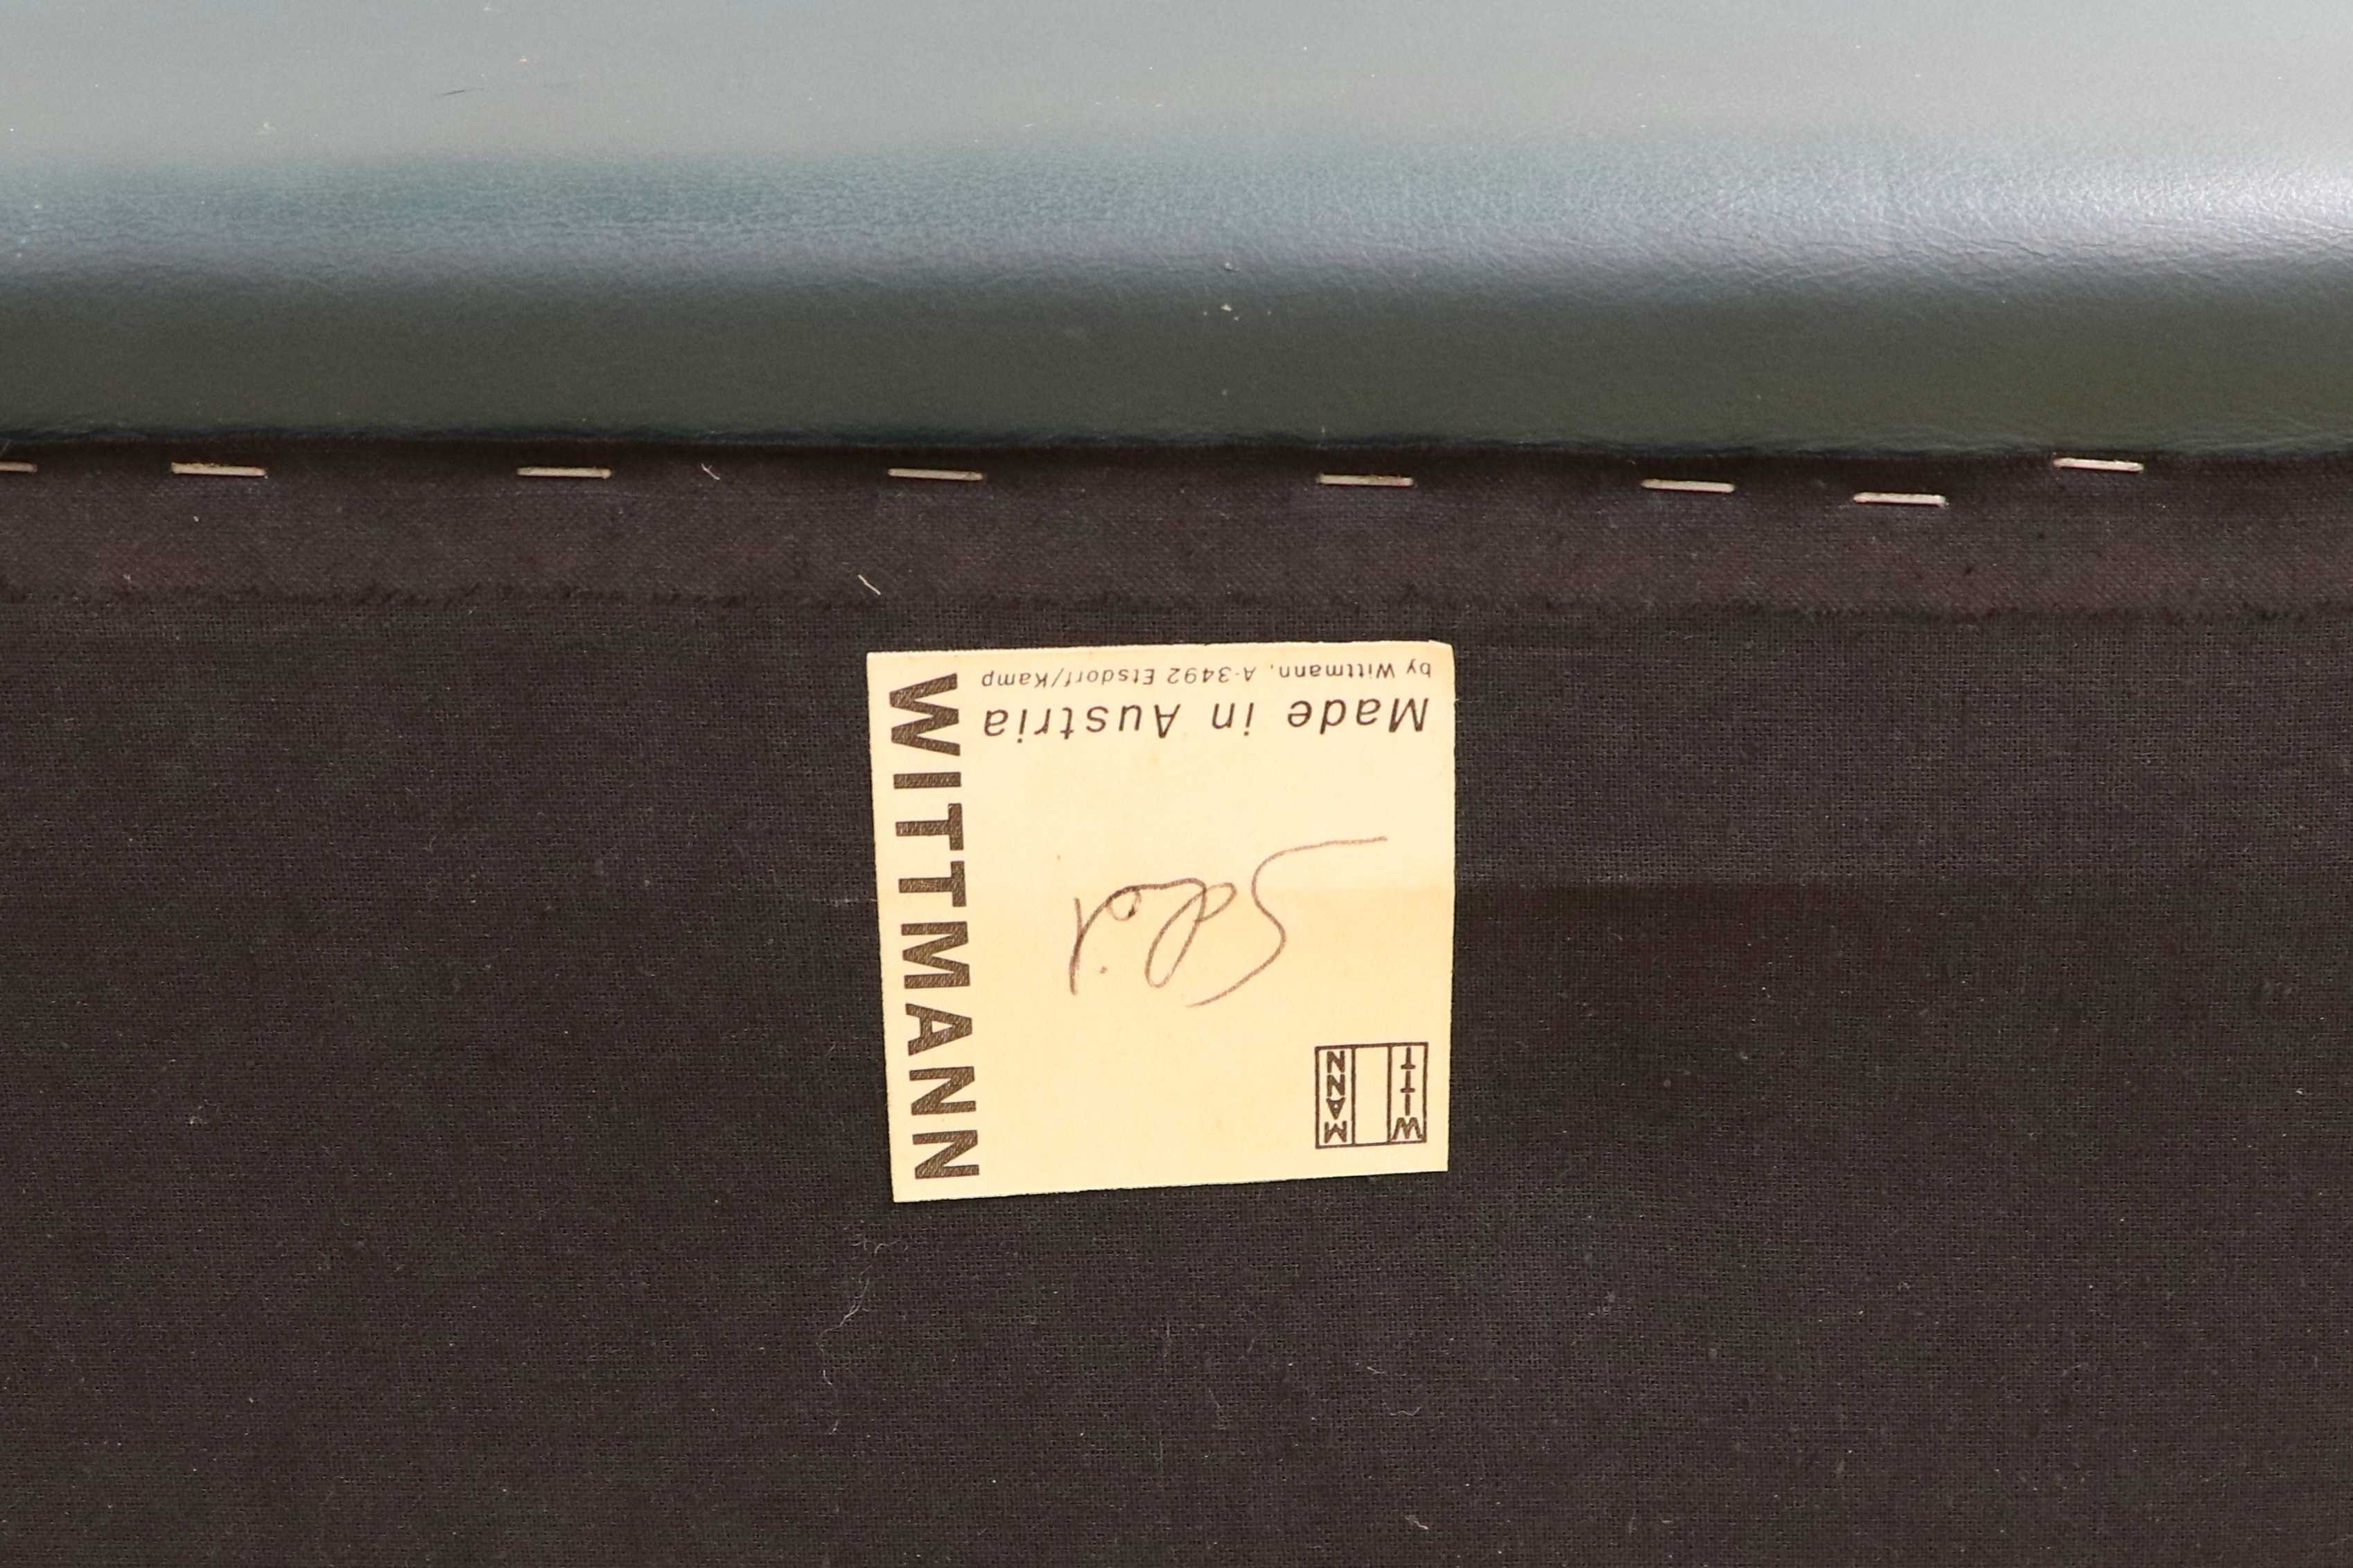 WITT
MANN
Made in Austria
by Wittmann, A-3492 Etsdorf/Kamp
WITTMANN